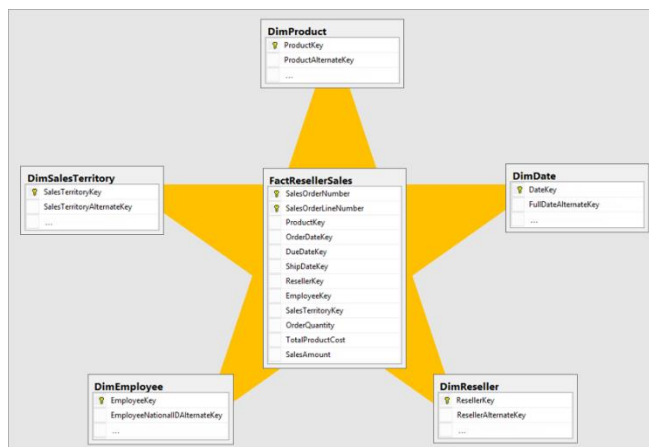 DimProduct
ProductKey
ProductAlternateKey
...
DimSalesTerritory
SalesTerritoryKey
SalesTerritoryAlternateKey
...
FactResellerSales
SalesOrderNumber
SalesOrderLineNumber
ProductKey
OrderDateKey
DueDateKey
ShipDateKey
ResellerKey
EmployeeKey
SalesTerritoryKey
OrderQuantity
TotalProductCost
SalesAmount
DimDate
DateKey
FullDateAlternateKey
...
DimEmployee
EmployeeKey
EmployeeNationalIDAlternateKey
...
DimReseller
ResellerKey
ResellerAlternateKey
...